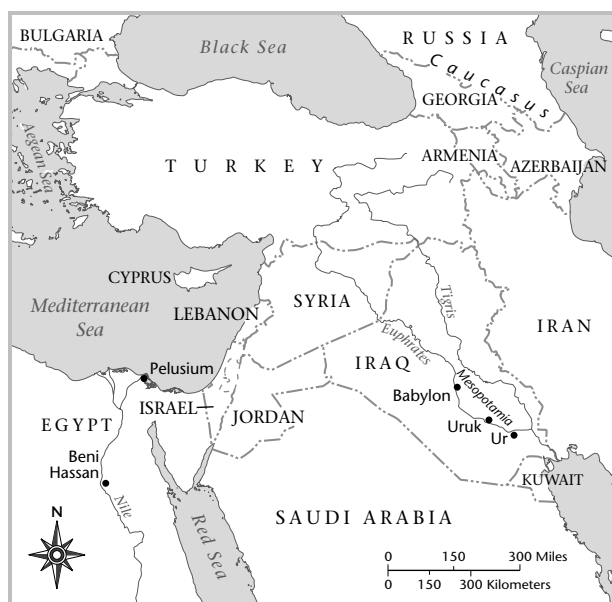 BULGARIA
Black Sea
RUSSIA
Caucasus
Caspian
Sea
GEORGIA
Aegean Sea
TURKEY
ARMENIA
AZERBAIJAN
CYPRUS
Mediterranean
Sea
LEBANON
SYRIA
Tigris
Euphrates
IRAN
Pelusium
IRAQ
Mesopotamia
Babylon
ISRAEL
JORDAN
EGYPT
Uruk
Ur
Beni
Hassan
Nile
KUWAIT
Red Sea
SAUDI ARABIA
N
0 150 300 Miles
0 150 300 Kilometers